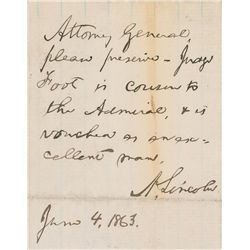 Attorney General,
please preserve - Judge
Foot is cousin to
the Admiral, & is
vouched as an ex-
cellent man.
A. Lincoln
June 4, 1863.